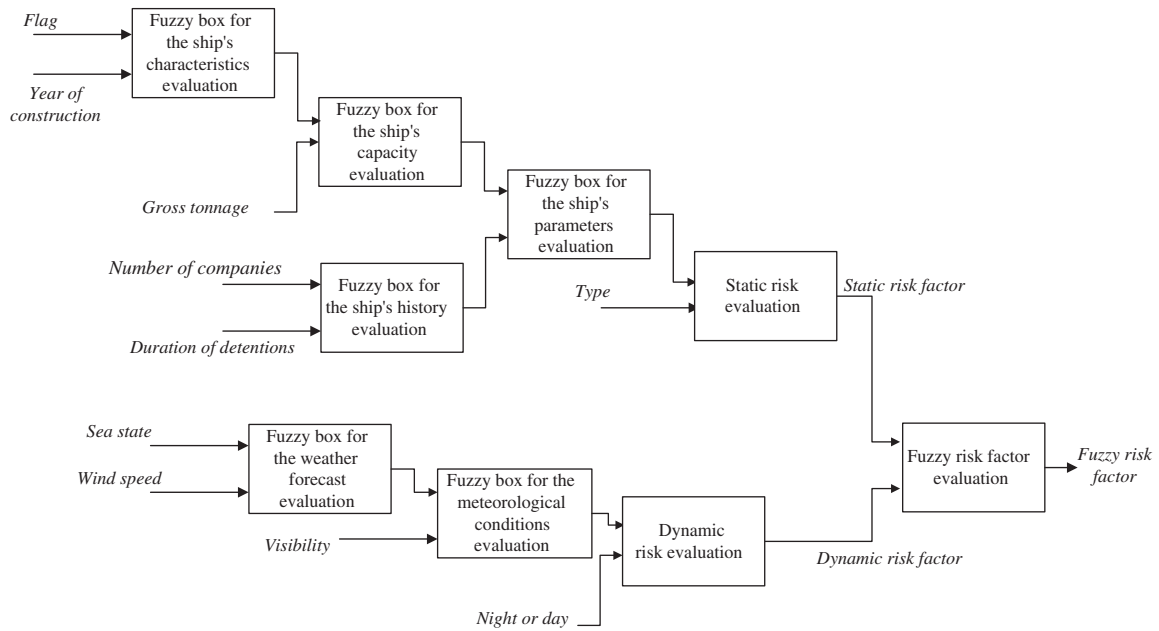 Flag
Year of
construction
Fuzzy box for
the ship's
characteristics
evaluation
Gross tonnage
Fuzzy box for
the ship's
capacity
evaluation
Number of companies
Duration of detentions
Fuzzy box for
the ship's history
evaluation
Fuzzy box for
the ship's
parameters
evaluation
Type
Static risk
evaluation
Static risk factor
Sea state
Wind speed
Fuzzy box for
the weather
forecast
evaluation
Visibility
Fuzzy box for the
meteorological
conditions
evaluation
Night or day
Dynamic
risk evaluation
Dynamic risk factor
Fuzzy risk factor
evaluation
Fuzzy risk
factor